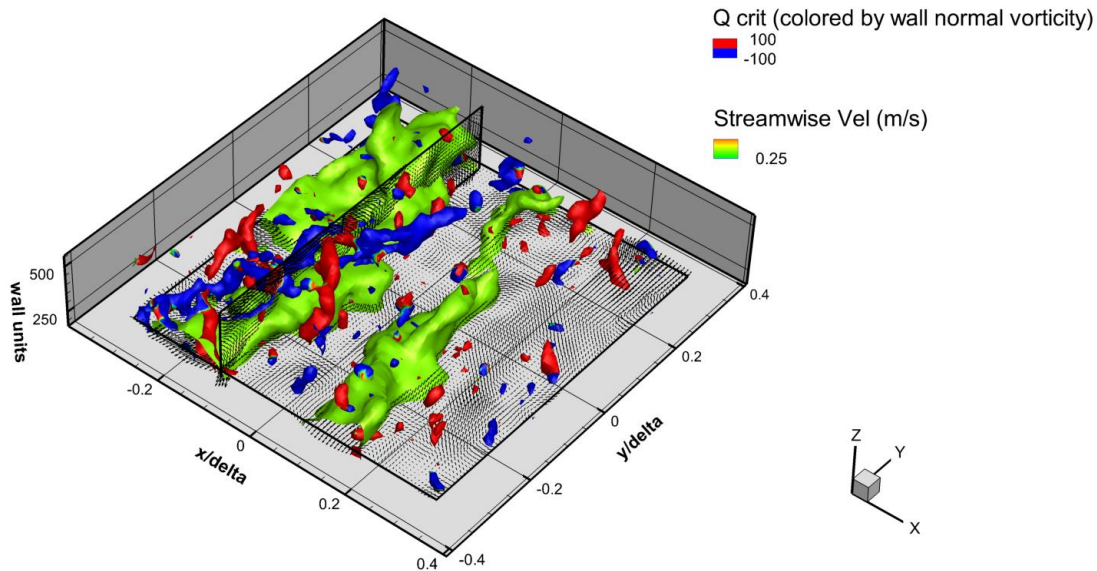 Q crit (colored by wall normal vorticity)
100
-100
Streamwise Vel (m/s)
0.25
500
250
wall units
-0.2
0
0.2
0.4
x/delta
-0.4
-0.2
0
0.2
0.4
y/delta
Z
Y
X